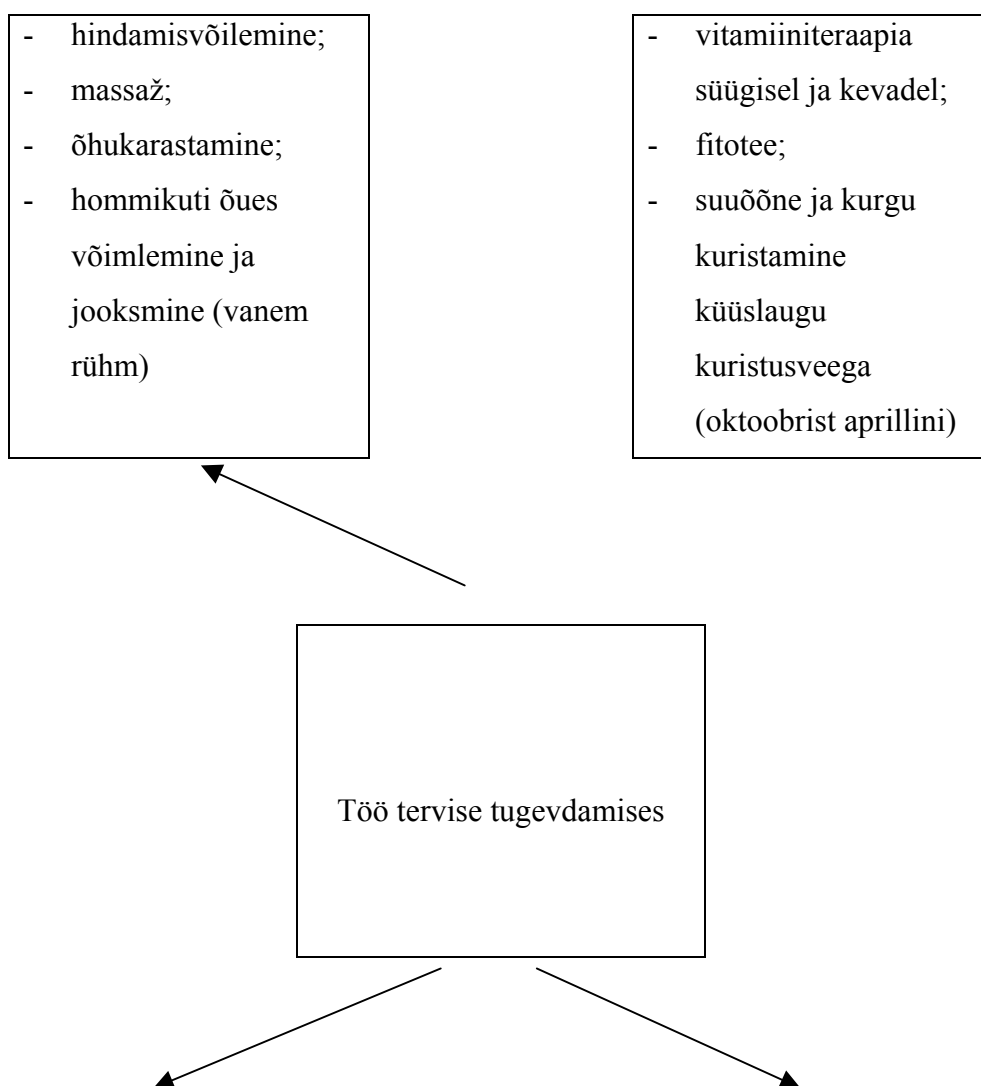 - hindamisvõilemine;
- massaž;
- õhukarastamine;
- hommikuti õues
võimlemine ja
jooksmine (vanem
rühm)
- vitamiiniteraapia
süügisel ja kevadel;
- fitotee;
- suuõõne ja kurgu
kuristamine
küüslaugu
kuristusveega
(oktoobrist aprillini)
Töö tervise tugevdamises